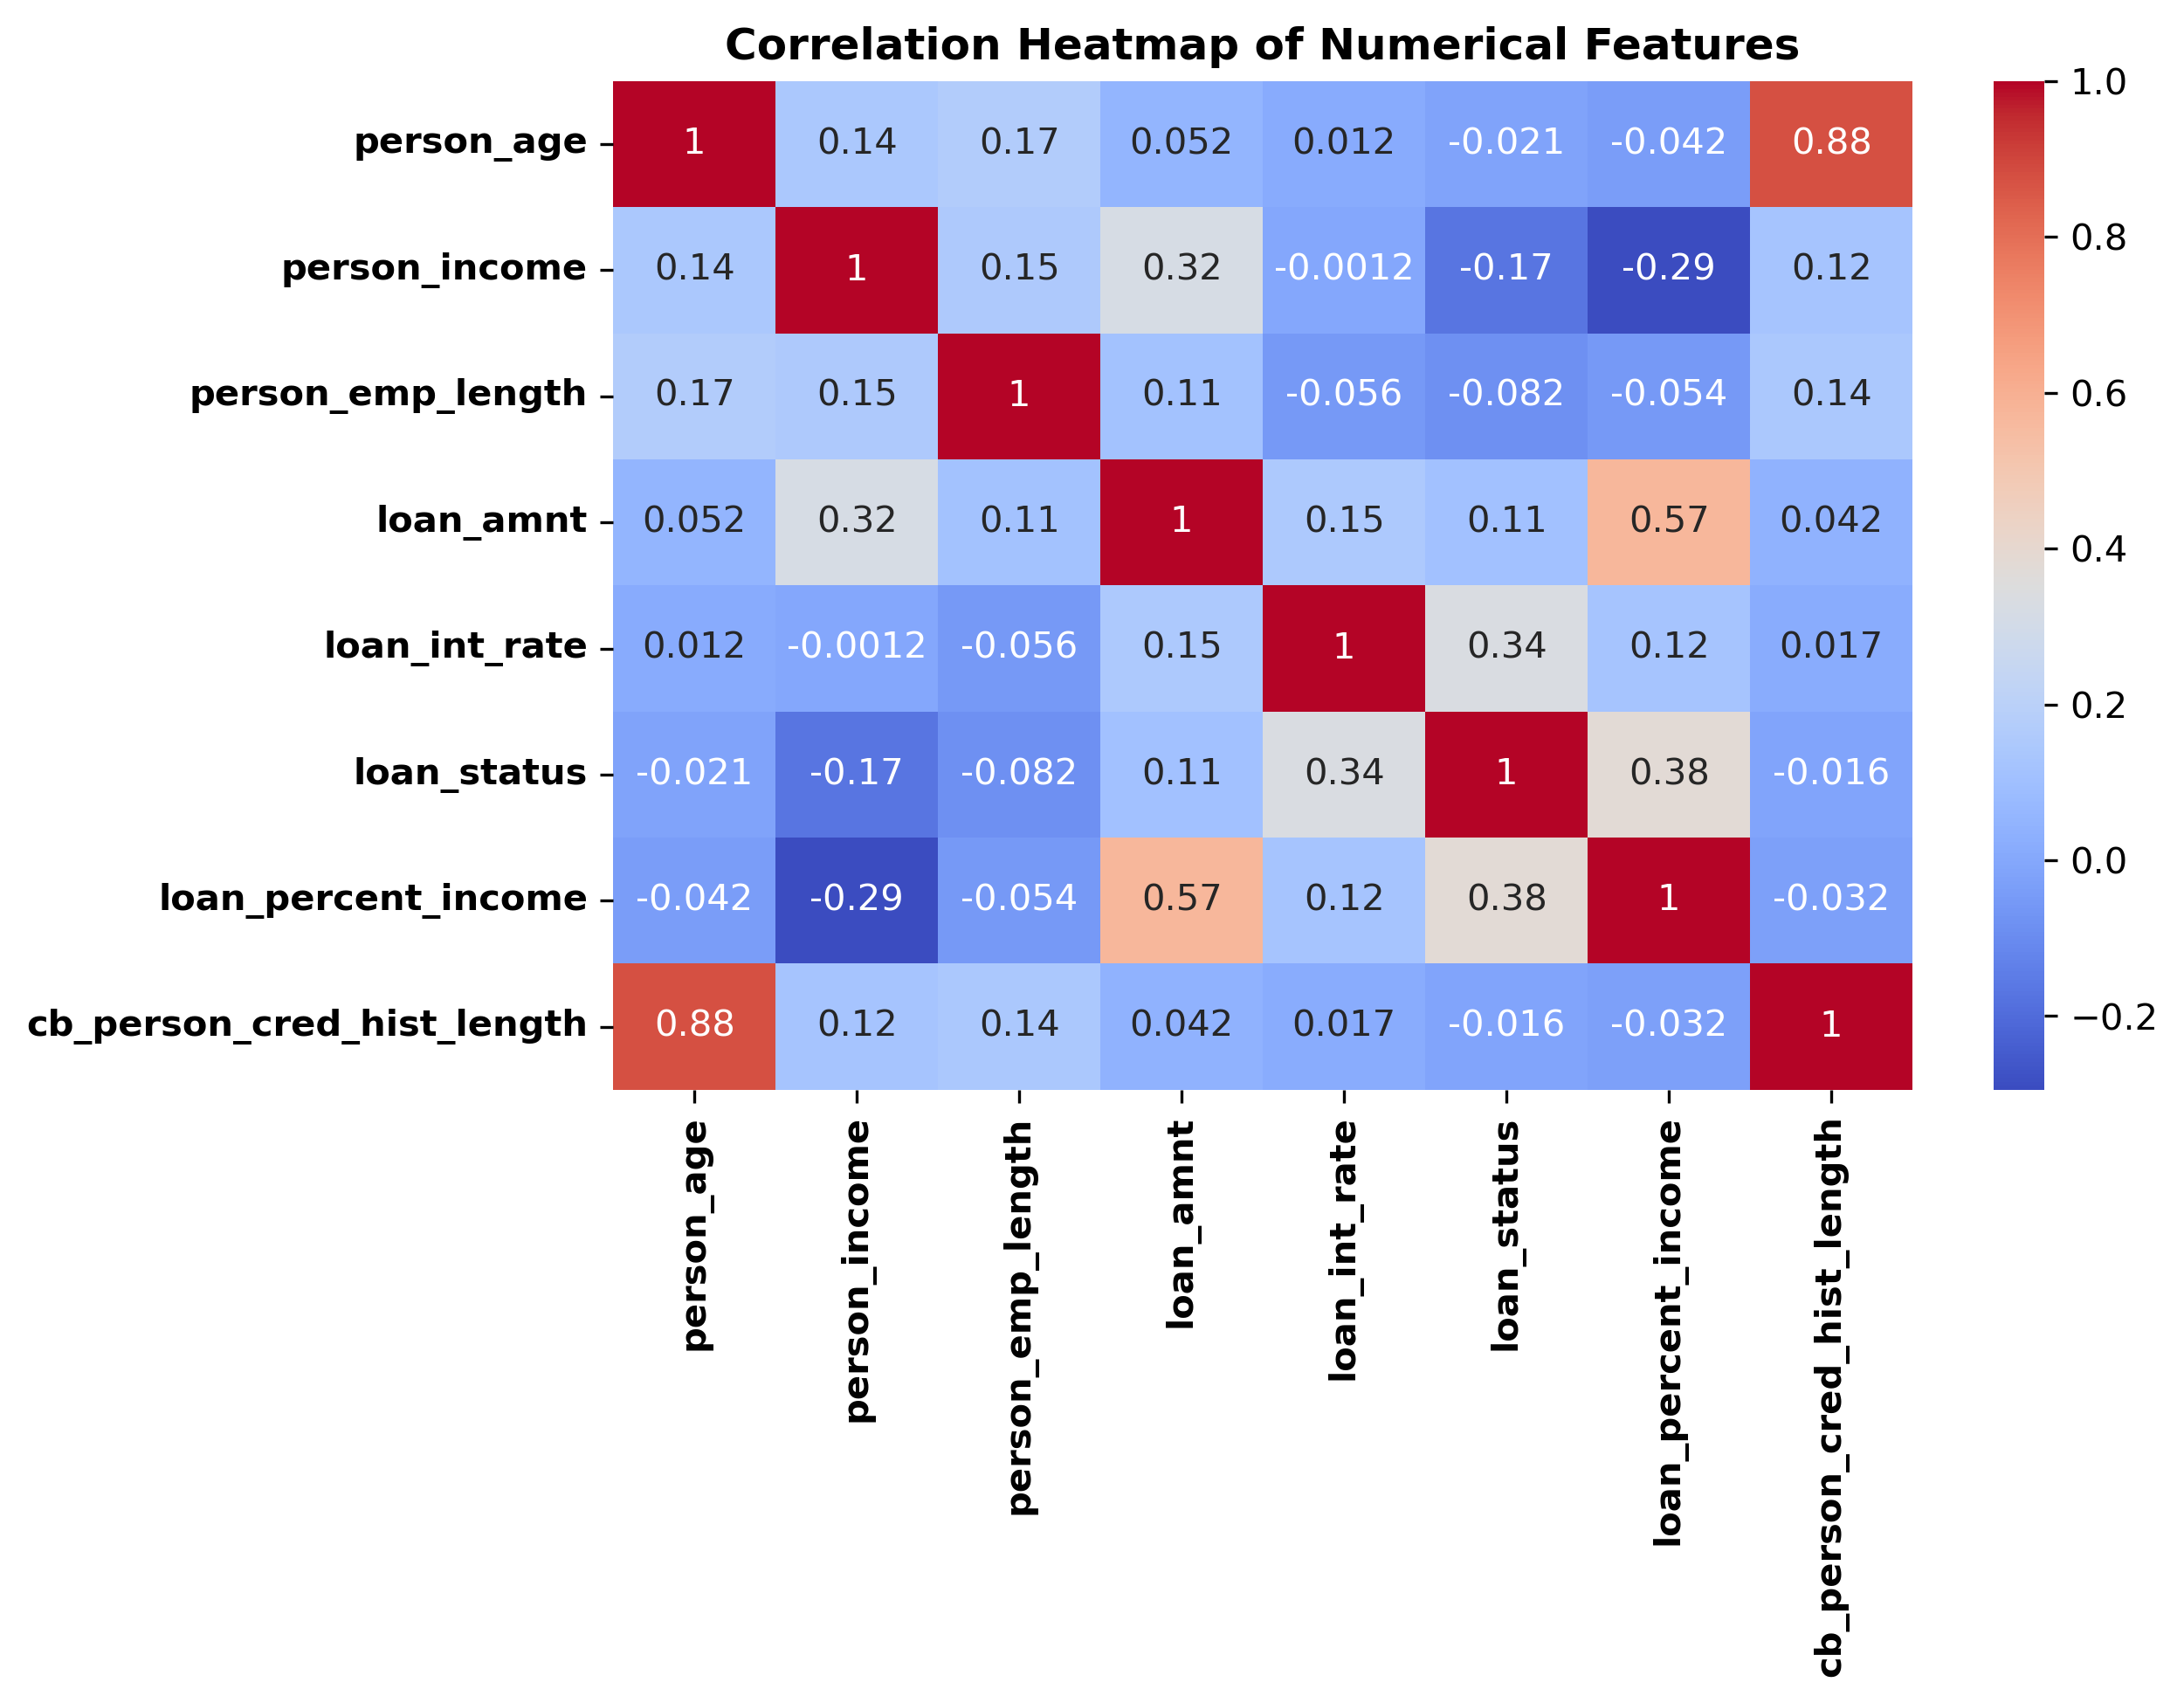 Correlation Heatmap of Numerical Features
person_age 1 0.14 0.17 0.052 0.012 -0.021 -0.042 0.88
person_income 0.14 1 0.15 0.32 -0.0012 -0.17 -0.29 0.12
person_emp_length 0.17 0.15 1 0.11 -0.056 -0.082 -0.054 0.14
loan_amnt 0.052 0.32 0.11 1 0.15 0.11 0.57 0.042
loan_int_rate 0.012 -0.0012 -0.056 0.15 1 0.34 0.12 0.017
loan_status -0.021 -0.17 -0.082 0.11 0.34 1 0.38 -0.016
loan_percent_income -0.042 -0.29 -0.054 0.57 0.12 0.38 1 -0.032
cb_person_cred_hist_length 0.88 0.12 0.14 0.042 0.017 -0.016 -0.032 1
person_age
person_income
person_emp_length
loan_amnt
loan_int_rate
loan_status
loan_percent_income
cb_person_cred_hist_length
1.0
0.8
0.6
0.4
0.2
0.0
−0.2